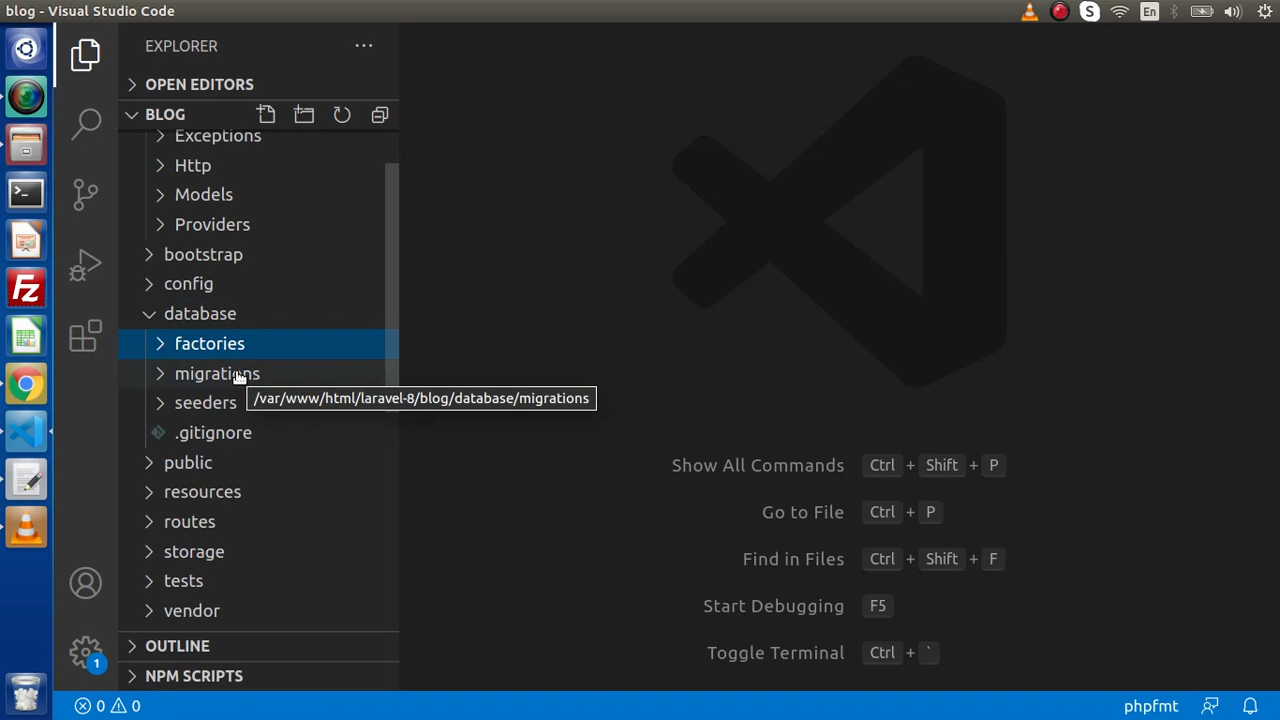 blog - Visual Studio Code
En
EXPLORER
OPEN EDITORS
BLOG
Exceptions
Http
Models
Providers
bootstrap
config
database
factories
migrations
/var/www/html/laravel-8/blog/database/migrations
seeders
.gitignore
public
resources
routes
storage
tests
vendor
OUTLINE
NPM SCRIPTS
Show All Commands Ctrl + Shift + P
Go to File Ctrl + P
Find in Files Ctrl + Shift + F
Start Debugging F5
Toggle Terminal Ctrl + `
1
0 0
phpfmt